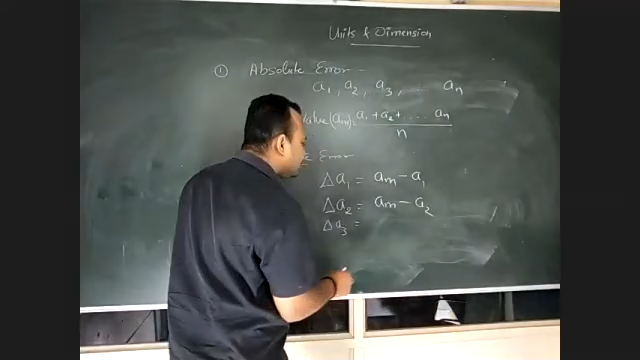 Units & Dimension
① Absolute Error -
a₁, a₂, a₃, .... aₙ
value (aₘ) = a₁ + a₂ + ... aₙ / n
Error
Δa₁ = aₘ - a₁
Δa₂ = aₘ - a₂
Δa₃ =